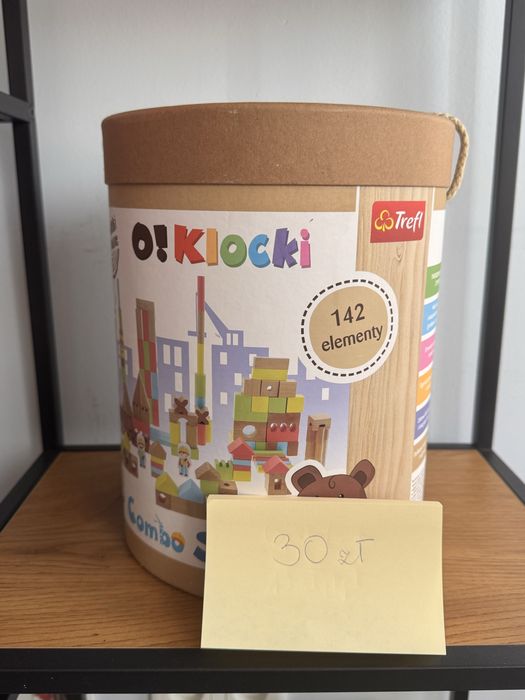 O! Klocki
Trefl
142
elementy
Combo
30 zł